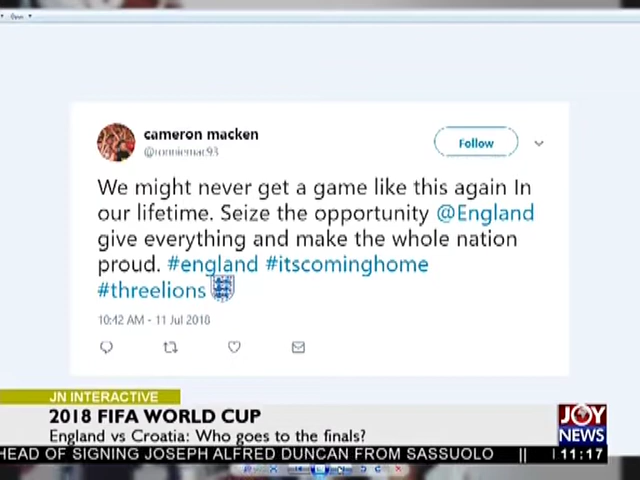 Open
cameron macken
@ronniemac93
Follow
We might never get a game like this again In
our lifetime. Seize the opportunity @England
give everything and make the whole nation
proud. #england #itscominghome
#threelions
10:42 AM - 11 Jul 2018
JN INTERACTIVE
2018 FIFA WORLD CUP
England vs Croatia: Who goes to the finals?
JOY
NEWS
HEAD OF SIGNING JOSEPH ALFRED DUNCAN FROM SASSUOLO || 11:17